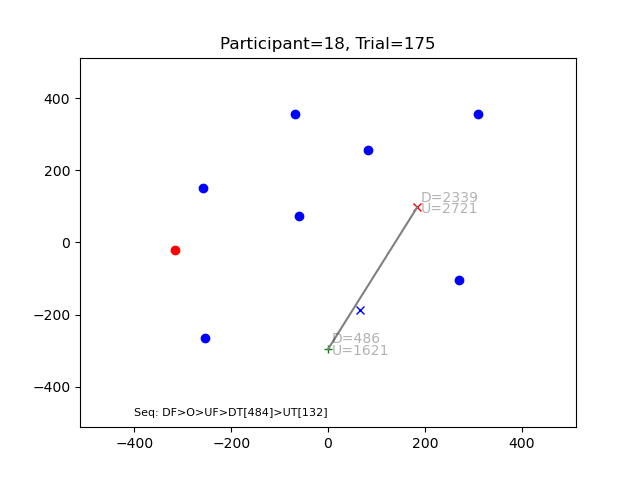 Participant=18, Trial=175
400
200
0
−200
−400
D=2339
U=2721
D=486
U=1621
Seq: DF>O>UF>DT[484]>UT[132]
−400
−200
0
200
400